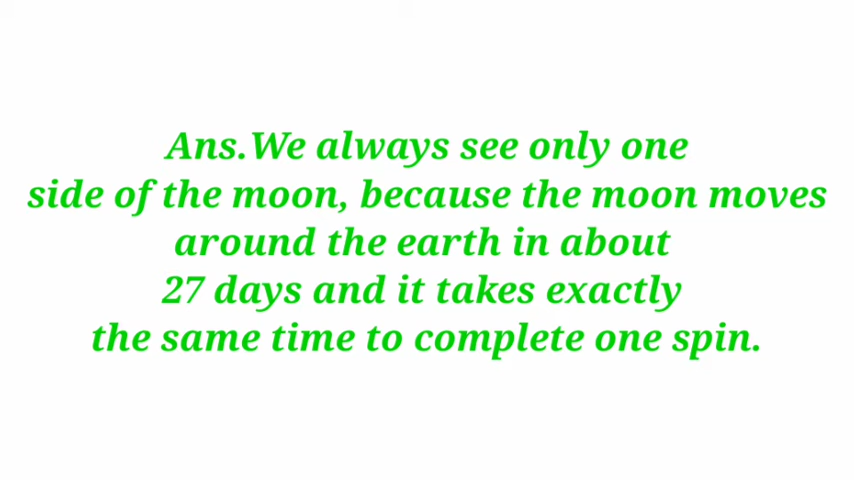 Ans.We always see only one
side of the moon, because the moon moves
around the earth in about
27 days and it takes exactly
the same time to complete one spin.